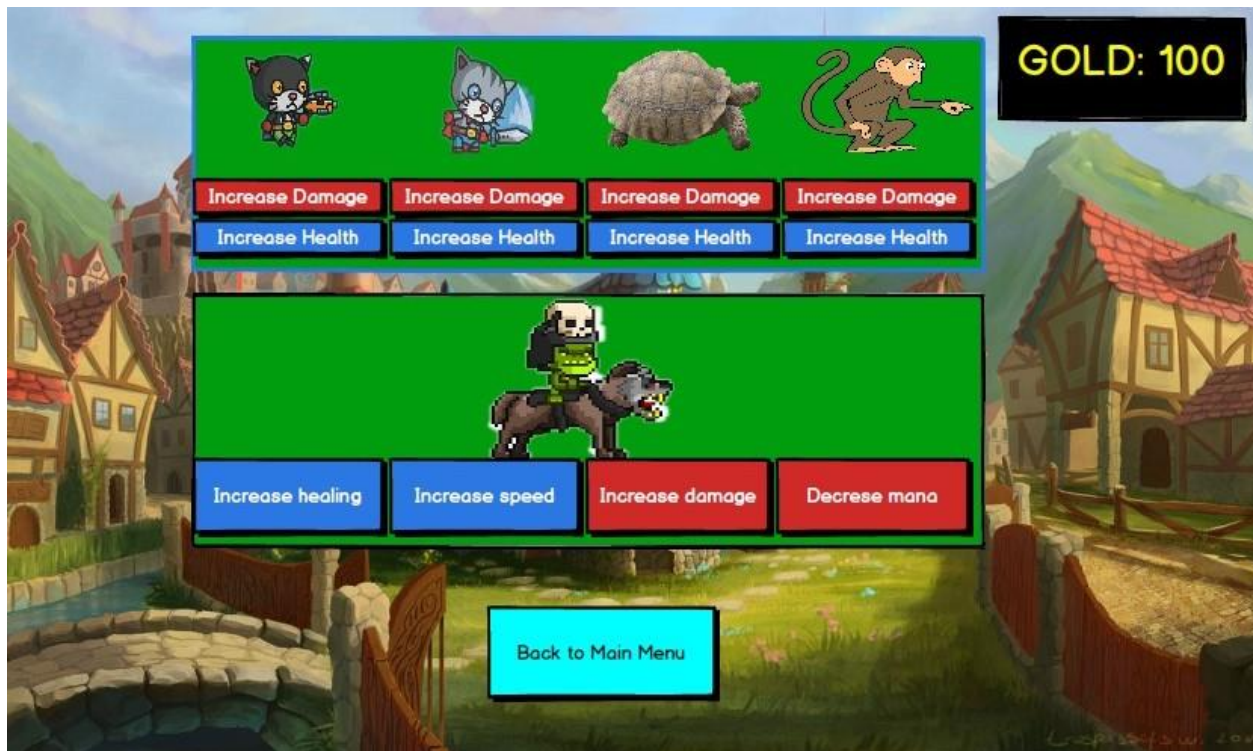 GOLD: 100
Increase Damage Increase Damage Increase Damage Increase Damage
Increase Health Increase Health Increase Health Increase Health
Increase healing Increase speed Increase damage Decrese mana
Back to Main Menu